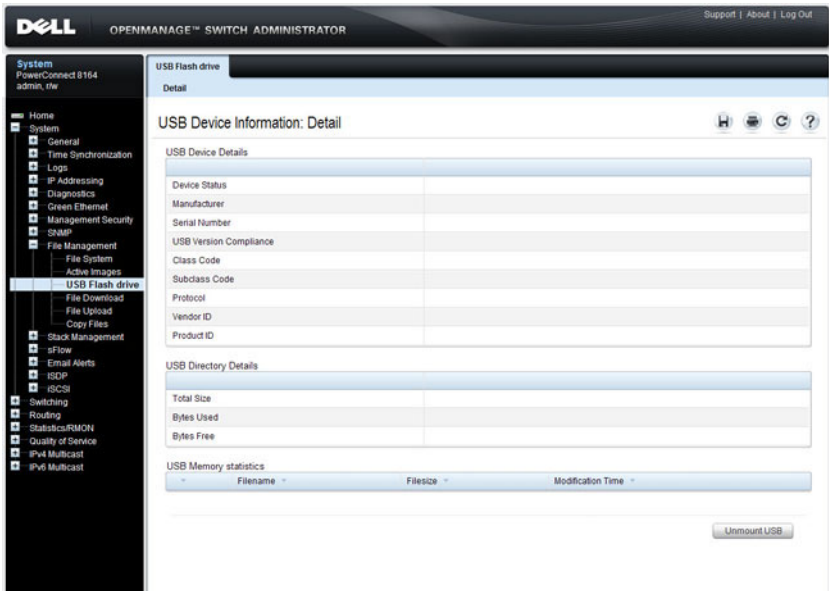 Support | About | Log Out
DELL
OPENMANAGE™ SWITCH ADMINISTRATOR
System
PowerConnect 8164
admin, r/w
Home
System
General
Time Synchronization
Logs
IP Addressing
Diagnostics
Green Ethernet
Management Security
SNMP
File Management
File System
Active Images
USB Flash drive
File Download
File Upload
Copy Files
Stack Management
sFlow
Email Alerts
ISDP
iSCSI
Switching
Routing
Statistics/RMON
Quality of Service
IPv4 Multicast
IPv6 Multicast
USB Flash drive
Detail
USB Device Information: Detail
USB Device Details
Device Status
Manufacturer
Serial Number
USB Version Compliance
Class Code
Subclass Code
Protocol
Vendor ID
Product ID
USB Directory Details
Total Size
Bytes Used
Bytes Free
USB Memory statistics
Filename Filesize Modification Time
Unmount USB